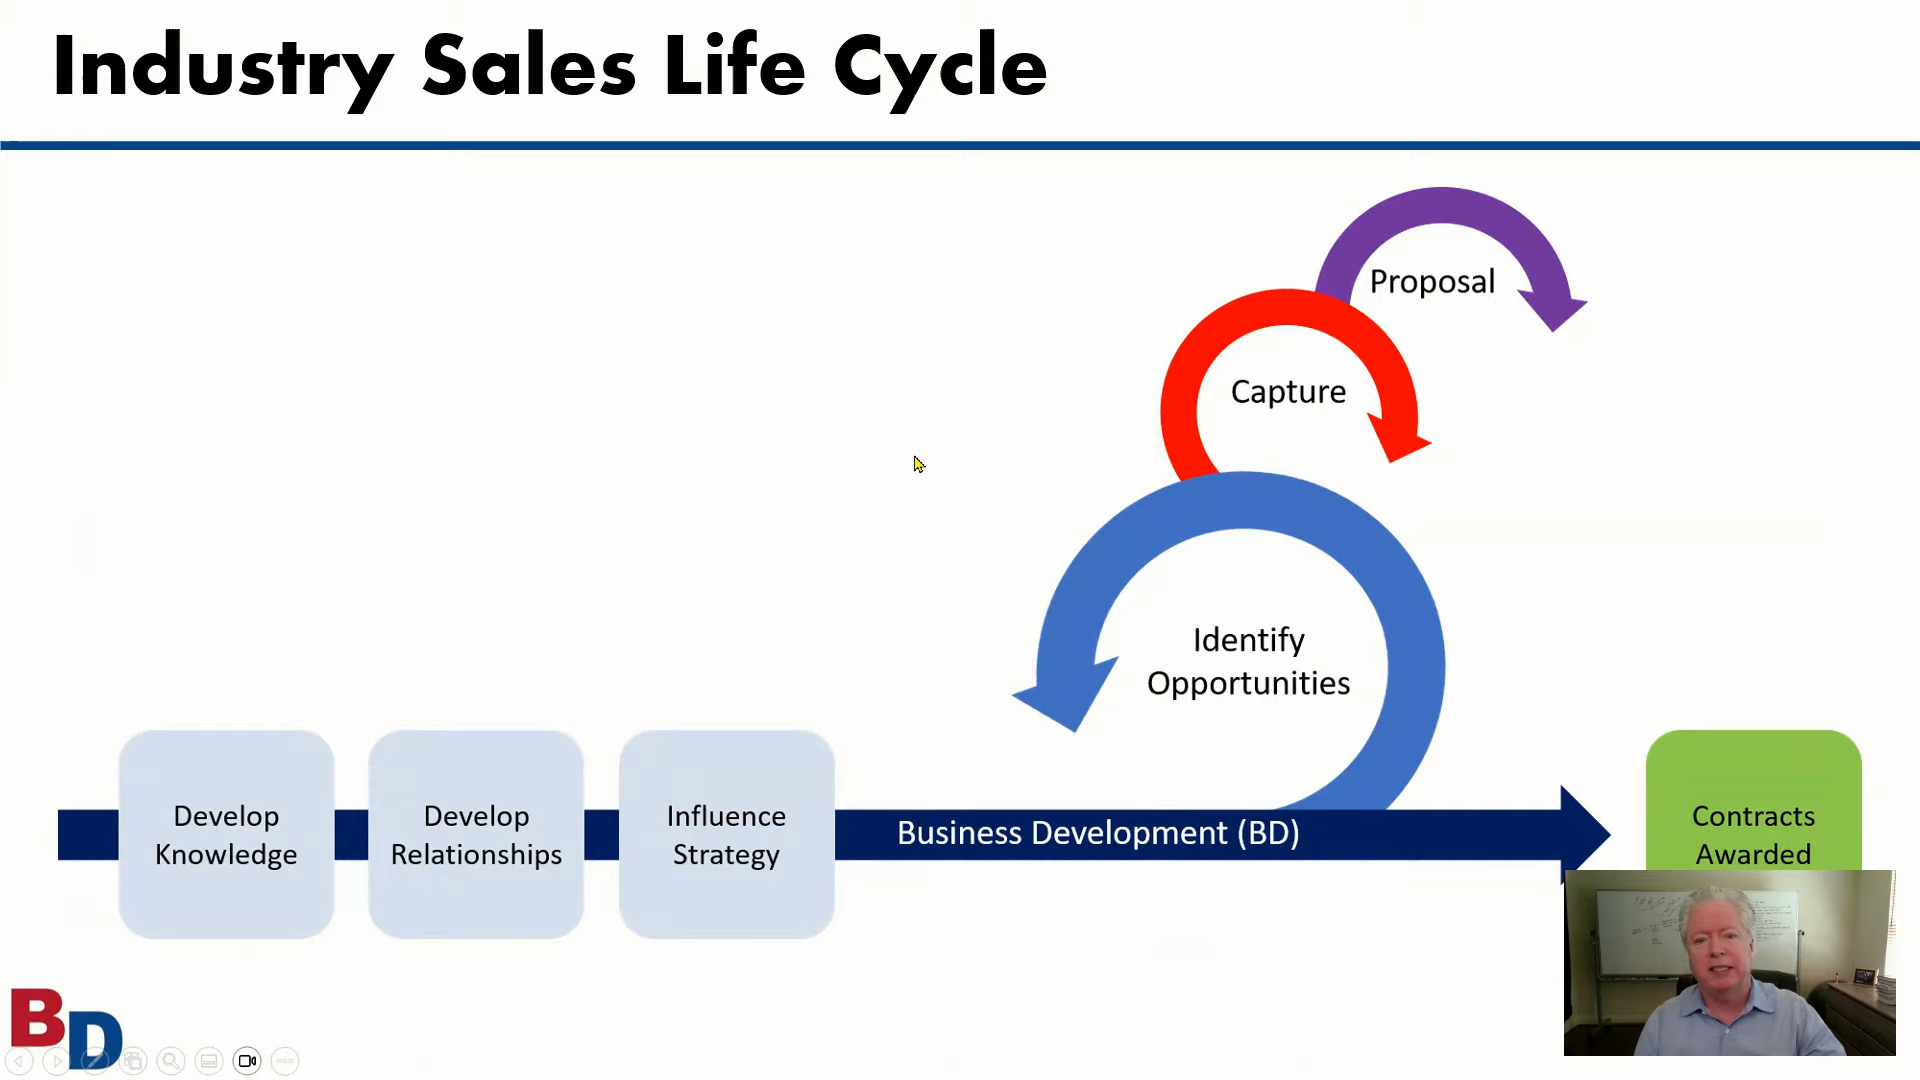 Industry Sales Life Cycle
Proposal
Capture
Identify
Opportunities
Develop
Knowledge
Develop
Relationships
Influence
Strategy
Business Development (BD)
Contracts
Awarded
BD